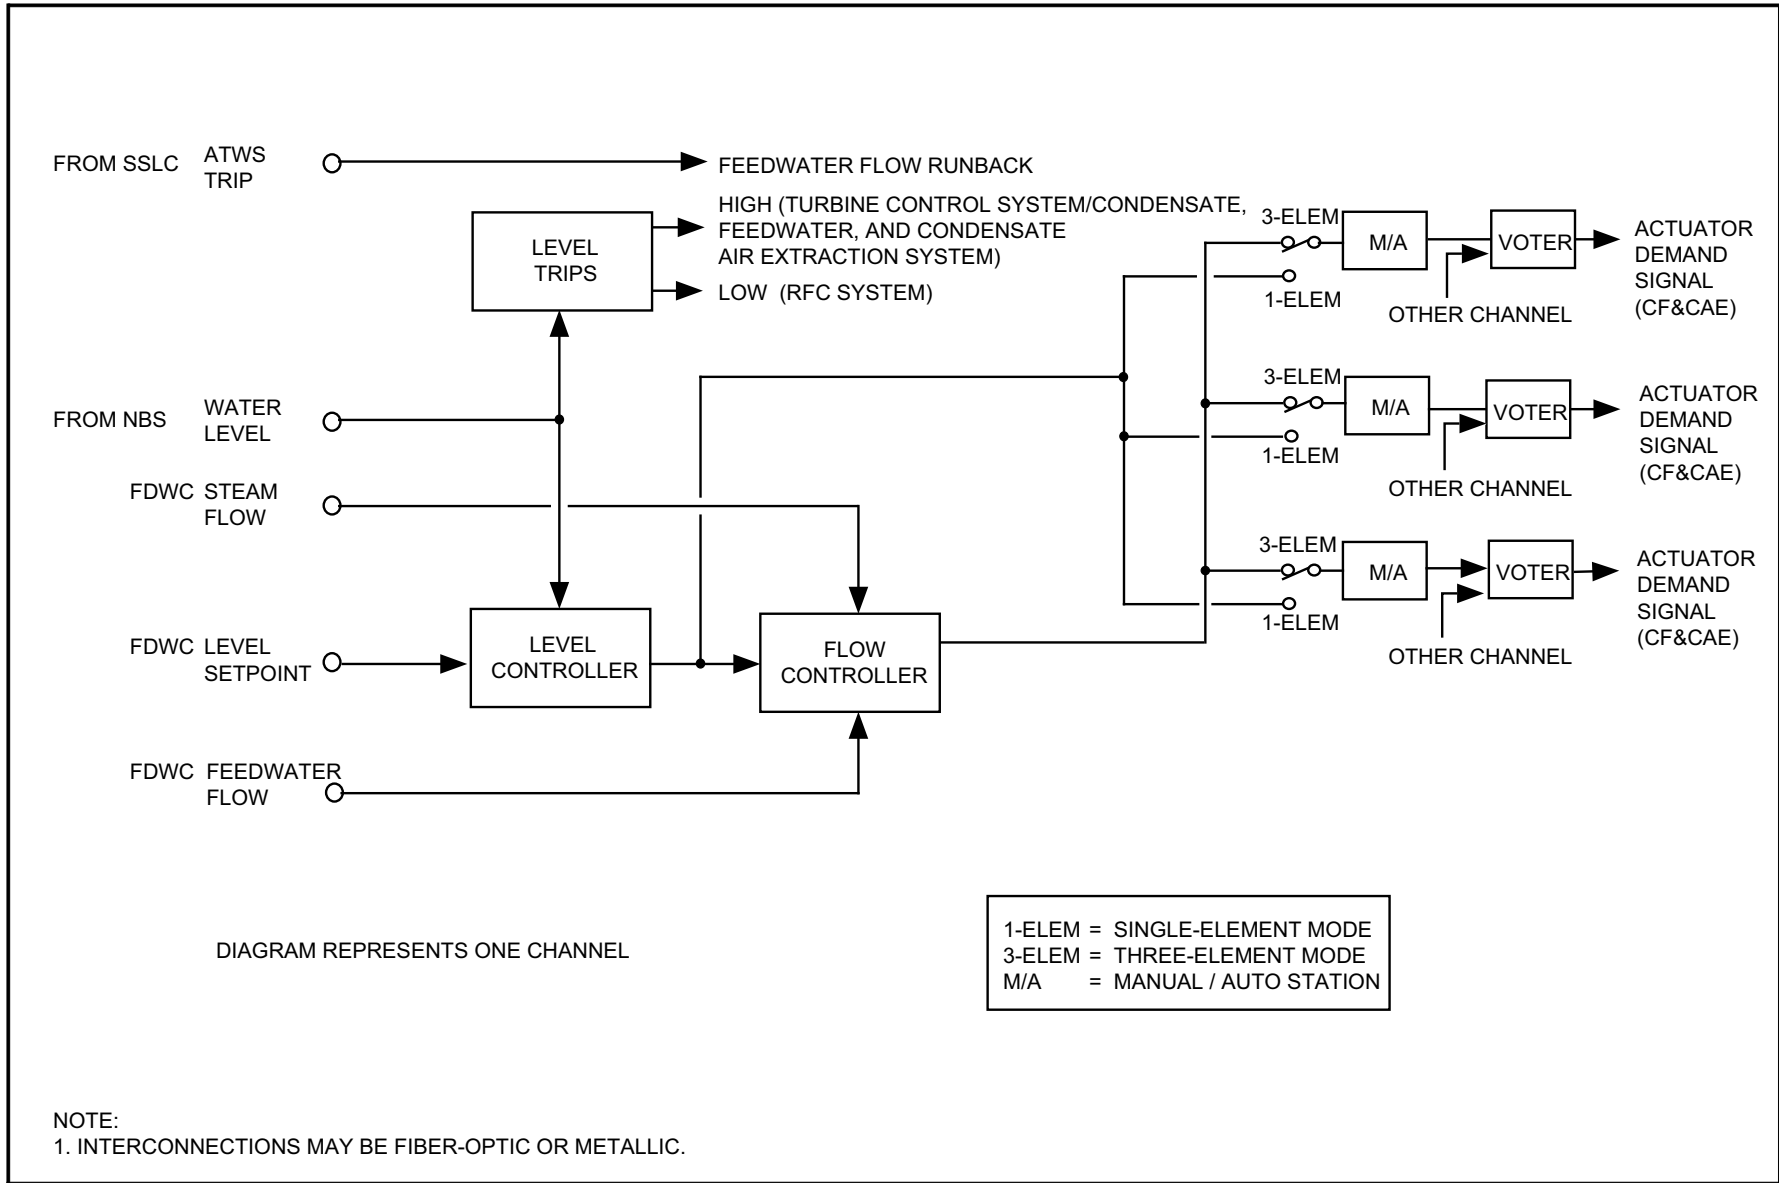 FROM SSLC
ATWS
TRIP
FEEDWATER FLOW RUNBACK
LEVEL
TRIPS
HIGH (TURBINE CONTROL SYSTEM/CONDENSATE,
FEEDWATER, AND CONDENSATE
AIR EXTRACTION SYSTEM)
LOW (RFC SYSTEM)
3-ELEM
1-ELEM
M/A
VOTER
OTHER CHANNEL
ACTUATOR
DEMAND
SIGNAL
(CF&CAE)
FROM NBS
WATER
LEVEL
3-ELEM
1-ELEM
M/A
VOTER
OTHER CHANNEL
ACTUATOR
DEMAND
SIGNAL
(CF&CAE)
FDWC STEAM
FLOW
3-ELEM
1-ELEM
M/A
VOTER
OTHER CHANNEL
ACTUATOR
DEMAND
SIGNAL
(CF&CAE)
FDWC LEVEL
SETPOINT
LEVEL
CONTROLLER
FLOW
CONTROLLER
FDWC FEEDWATER
FLOW
DIAGRAM REPRESENTS ONE CHANNEL
1-ELEM = SINGLE-ELEMENT MODE
3-ELEM = THREE-ELEMENT MODE
M/A = MANUAL / AUTO STATION
NOTE:
1. INTERCONNECTIONS MAY BE FIBER-OPTIC OR METALLIC.